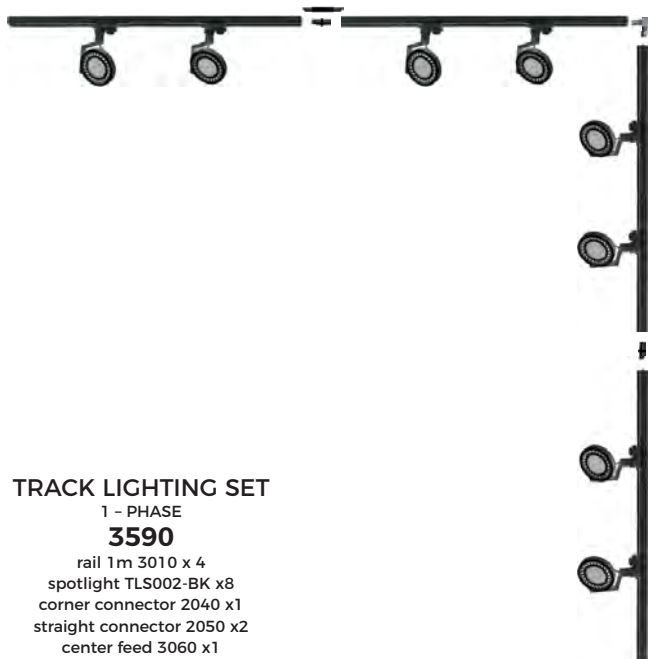 TRACK LIGHTING SET
1 – PHASE
3590
rail 1m 3010 x 4
spotlight TLS002-BK x8
corner connector 2040 x1
straight connector 2050 x2
center feed 3060 x1